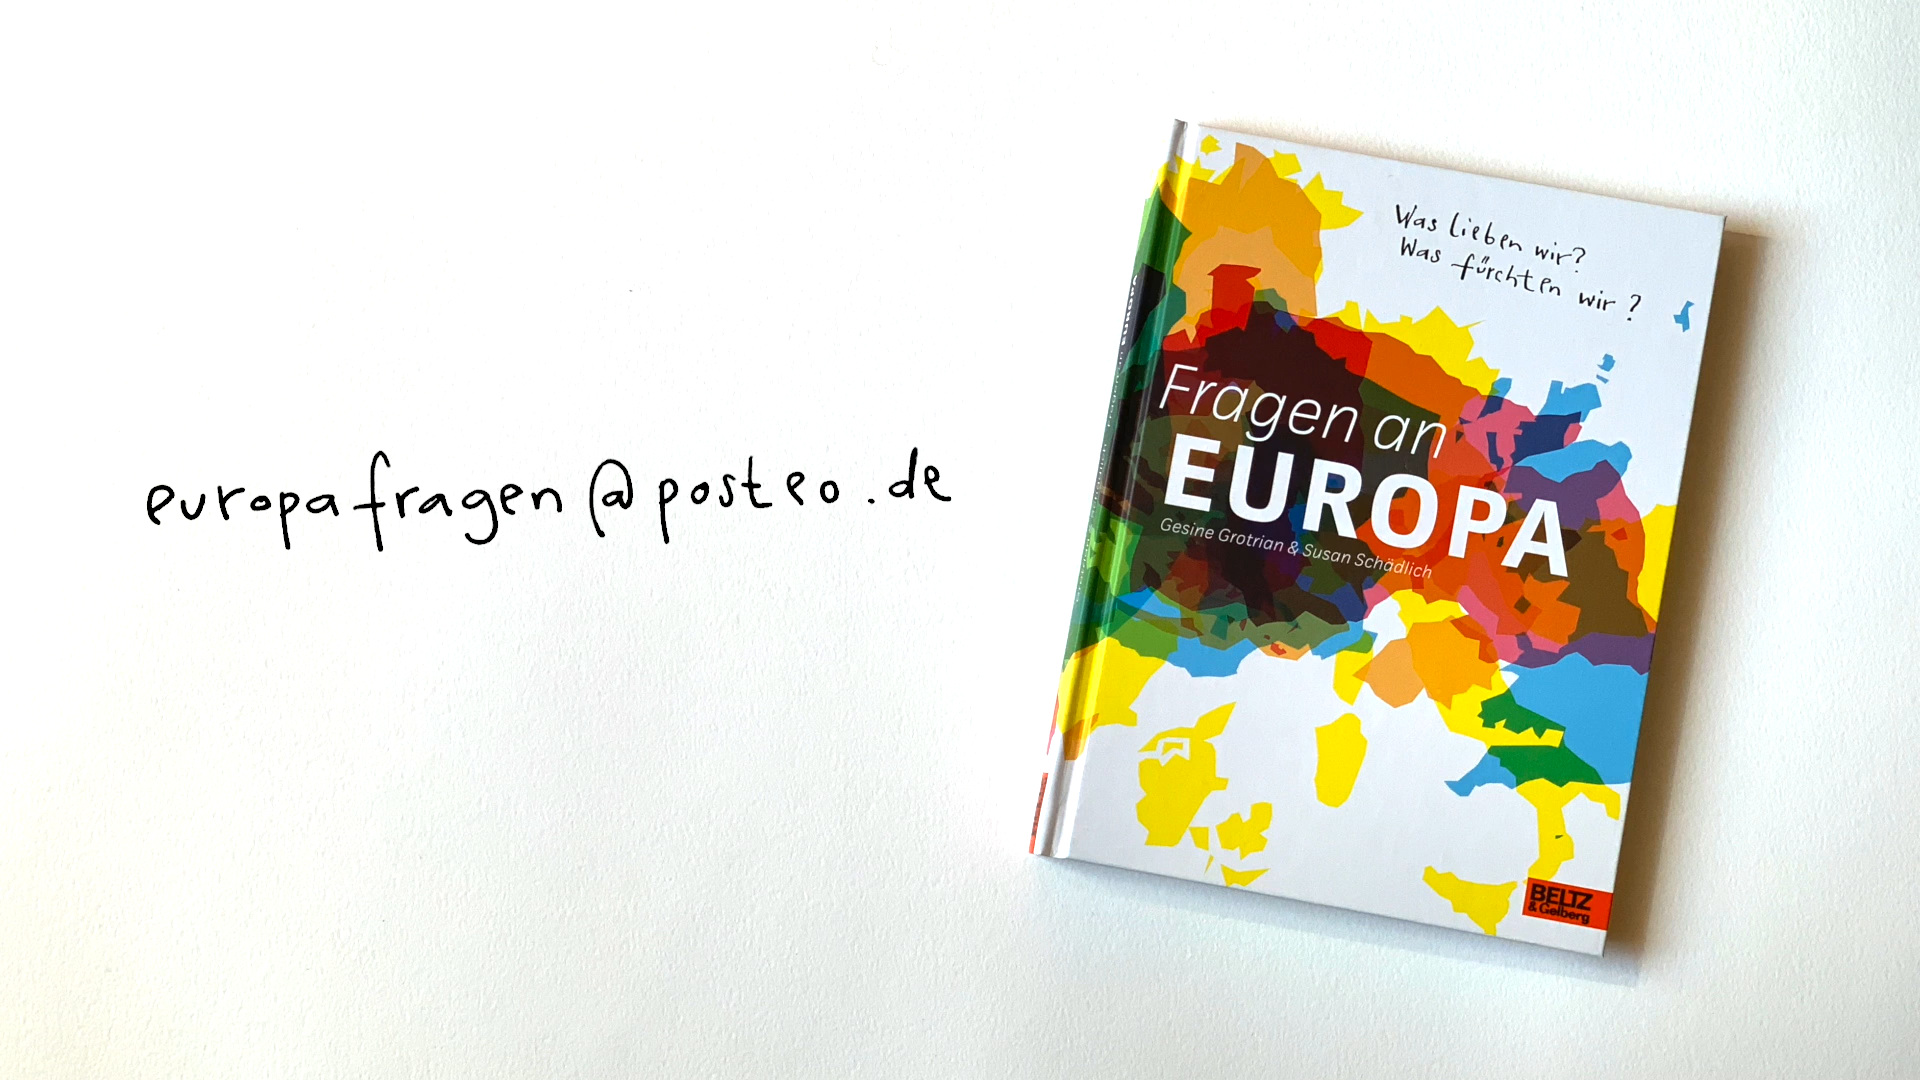 europafragen@posteo.de
Was lieben wir?
Was fürchten wir?
Fragen an
EUROPA
Gesine Grotrian & Susan Schädlich
BELTZ
& Gelberg